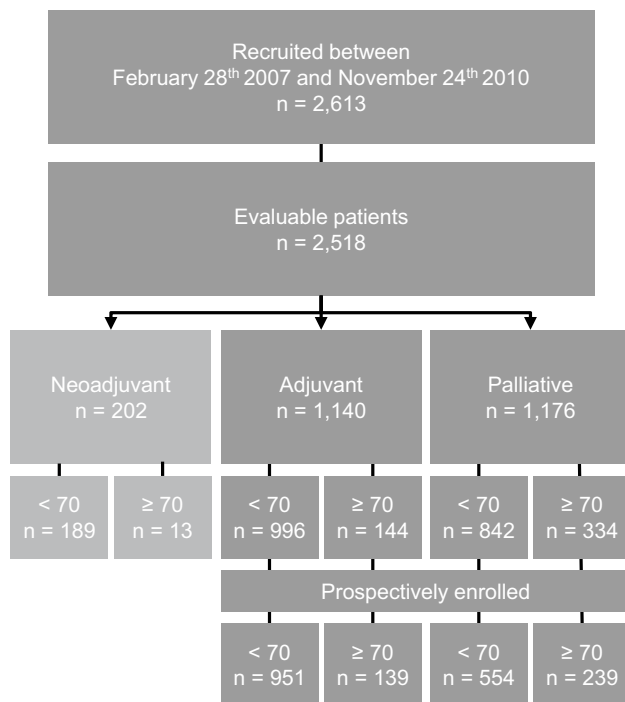 Recruited between
February 28th 2007 and November 24th 2010
n = 2,613
Evaluable patients
n = 2,518
Neoadjuvant
n = 202
Adjuvant
n = 1,140
Palliative
n = 1,176
< 70
n = 189
≥ 70
n = 13
< 70
n = 996
≥ 70
n = 144
< 70
n = 842
≥ 70
n = 334
Prospectively enrolled
< 70
n = 951
≥ 70
n = 139
< 70
n = 554
≥ 70
n = 239